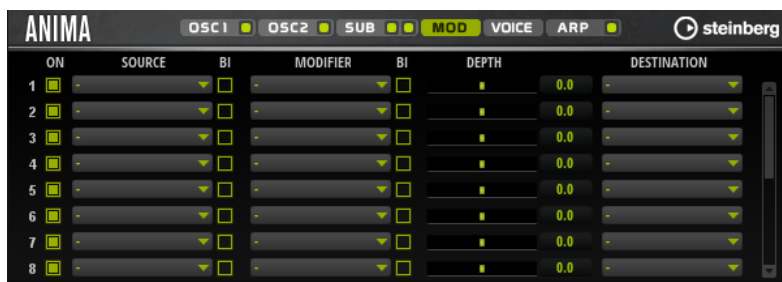 ANIMA OSC1 OSC2 SUB MOD VOICE ARP steinberg
ON SOURCE BI MODIFIER BI DEPTH DESTINATION
1 - - 0.0 -
2 - - 0.0 -
3 - - 0.0 -
4 - - 0.0 -
5 - - 0.0 -
6 - - 0.0 -
7 - - 0.0 -
8 - - 0.0 -